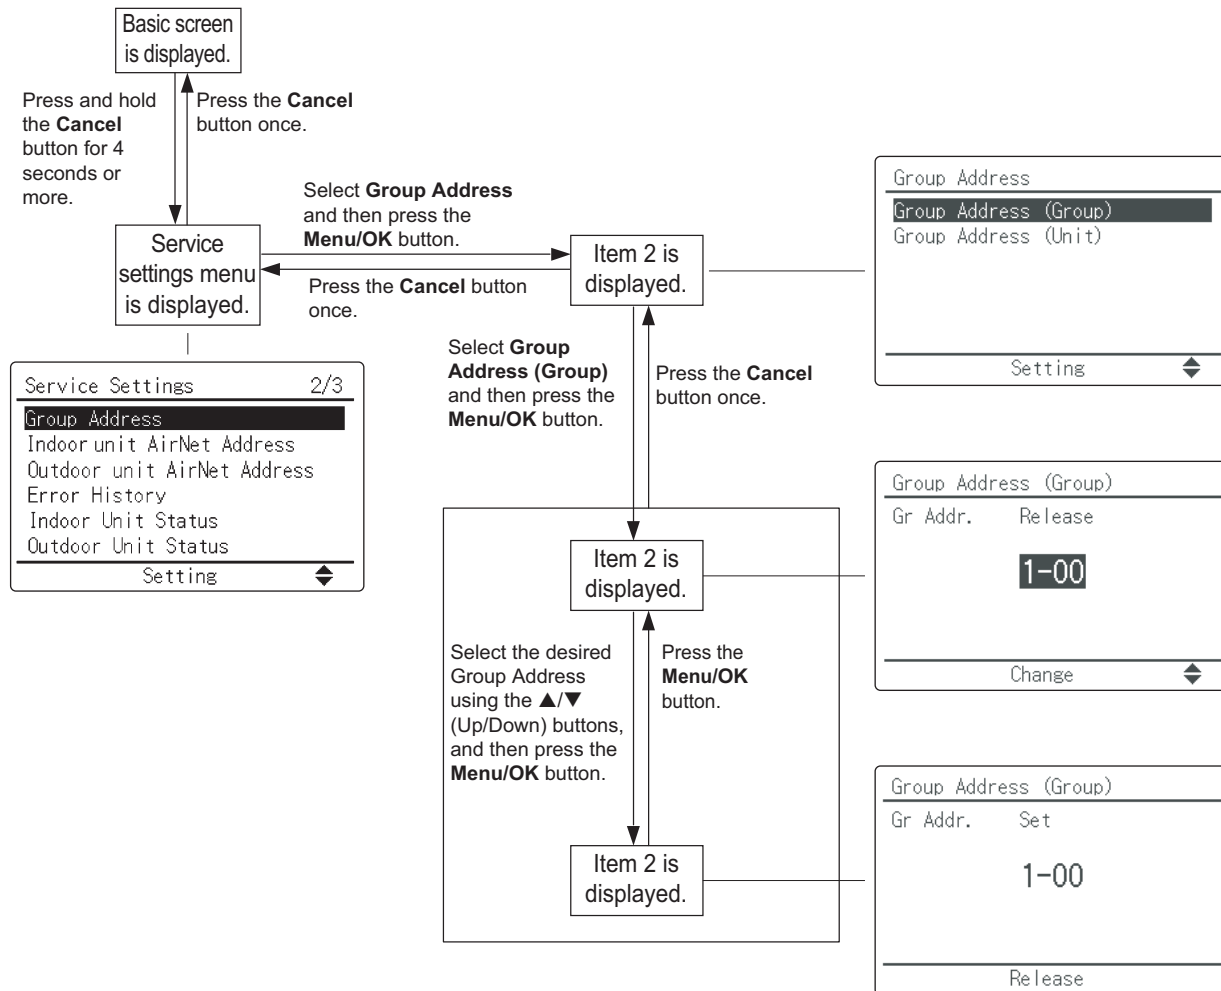 Basic screen
is displayed.
Press and hold
the Cancel
button for 4
seconds or
more.
Press the Cancel
button once.
Select Group Address
and then press the
Menu/OK button.
Service
settings menu
is displayed.
Press the Cancel button
once.
Item 2 is
displayed.
Group Address
Group Address (Group)
Group Address (Unit)
Setting
Service Settings 2/3
Group Address
Indoor unit AirNet Address
Outdoor unit AirNet Address
Error History
Indoor Unit Status
Outdoor Unit Status
Setting
Select Group
Address (Group)
and then press the
Menu/OK button.
Press the Cancel
button once.
Item 2 is
displayed.
Group Address (Group)
Gr Addr. Release
1-00
Change
Select the desired
Group Address
using the ▲/▼
(Up/Down) buttons,
and then press the
Menu/OK button.
Press the
Menu/OK
button.
Item 2 is
displayed.
Group Address (Group)
Gr Addr. Set
1-00
Release